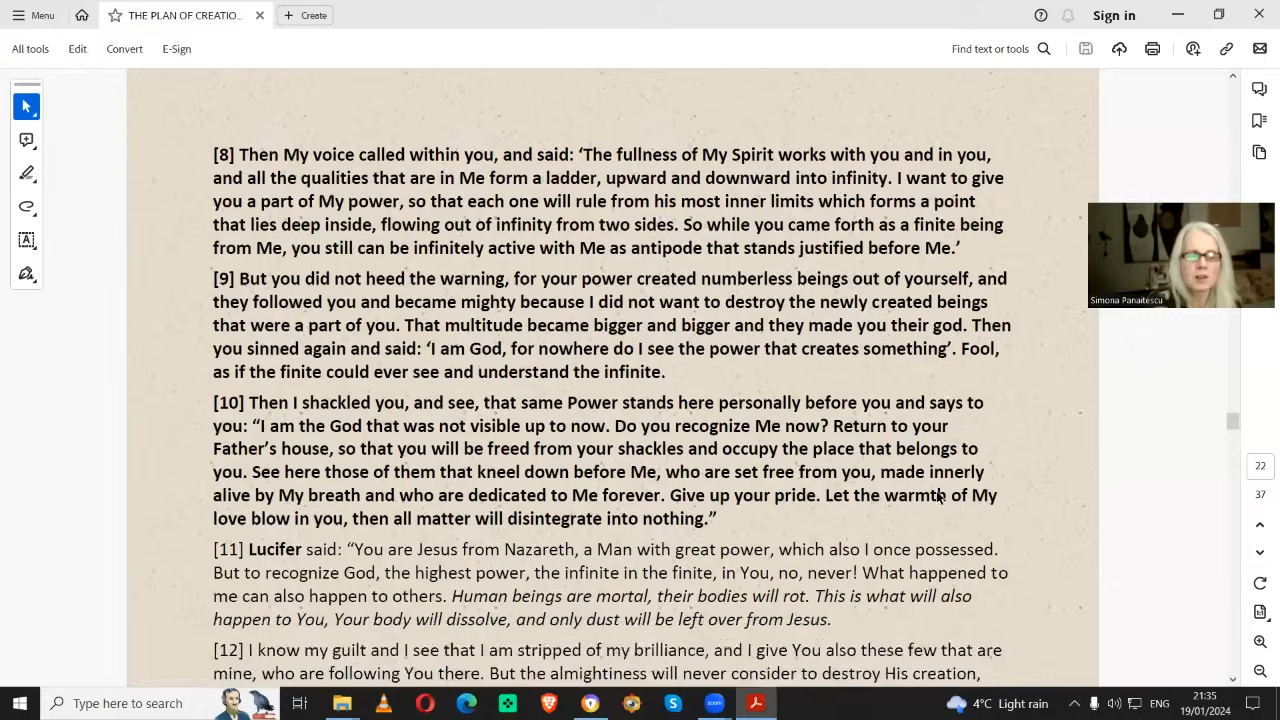 Menu
THE PLAN OF CREATIO...
Create
Sign in
All tools
Edit
Convert
E-Sign
Find text or tools
[8] Then My voice called within you, and said: ‘The fullness of My Spirit works with you and in you,
and all the qualities that are in Me form a ladder, upward and downward into infinity. I want to give
you a part of My power, so that each one will rule from his most inner limits which forms a point
that lies deep inside, flowing out of infinity from two sides. So while you came forth as a finite being
from Me, you still can be infinitely active with Me as antipode that stands justified before Me.’
[9] But you did not heed the warning, for your power created numberless beings out of yourself, and
they followed you and became mighty because I did not want to destroy the newly created beings
that were a part of you. That multitude became bigger and bigger and they made you their god. Then
you sinned again and said: ‘I am God, for nowhere do I see the power that creates something’. Fool,
as if the finite could ever see and understand the infinite.
[10] Then I shackled you, and see, that same Power stands here personally before you and says to
you: “I am the God that was not visible up to now. Do you recognize Me now? Return to your
Father’s house, so that you will be freed from your shackles and occupy the place that belongs to
you. See here those of them that kneel down before Me, who are set free from you, made innerly
alive by My breath and who are dedicated to Me forever. Give up your pride. Let the warmth of My
love blow in you, then all matter will disintegrate into nothing.”
[11] Lucifer said: “You are Jesus from Nazareth, a Man with great power, which also I once possessed.
But to recognize God, the highest power, the infinite in the finite, in You, no, never! What happened to
me can also happen to others. Human beings are mortal, their bodies will rot. This is what will also
happen to You, Your body will dissolve, and only dust will be left over from Jesus.
[12] I know my guilt and I see that I am stripped of my brilliance, and I give You also these few that are
mine, who are following You there. But the almightiness will never consider to destroy His creation,
Simona Panaitescu
22
37
Type here to search
4°C Light rain
ENG
21:35
19/01/2024